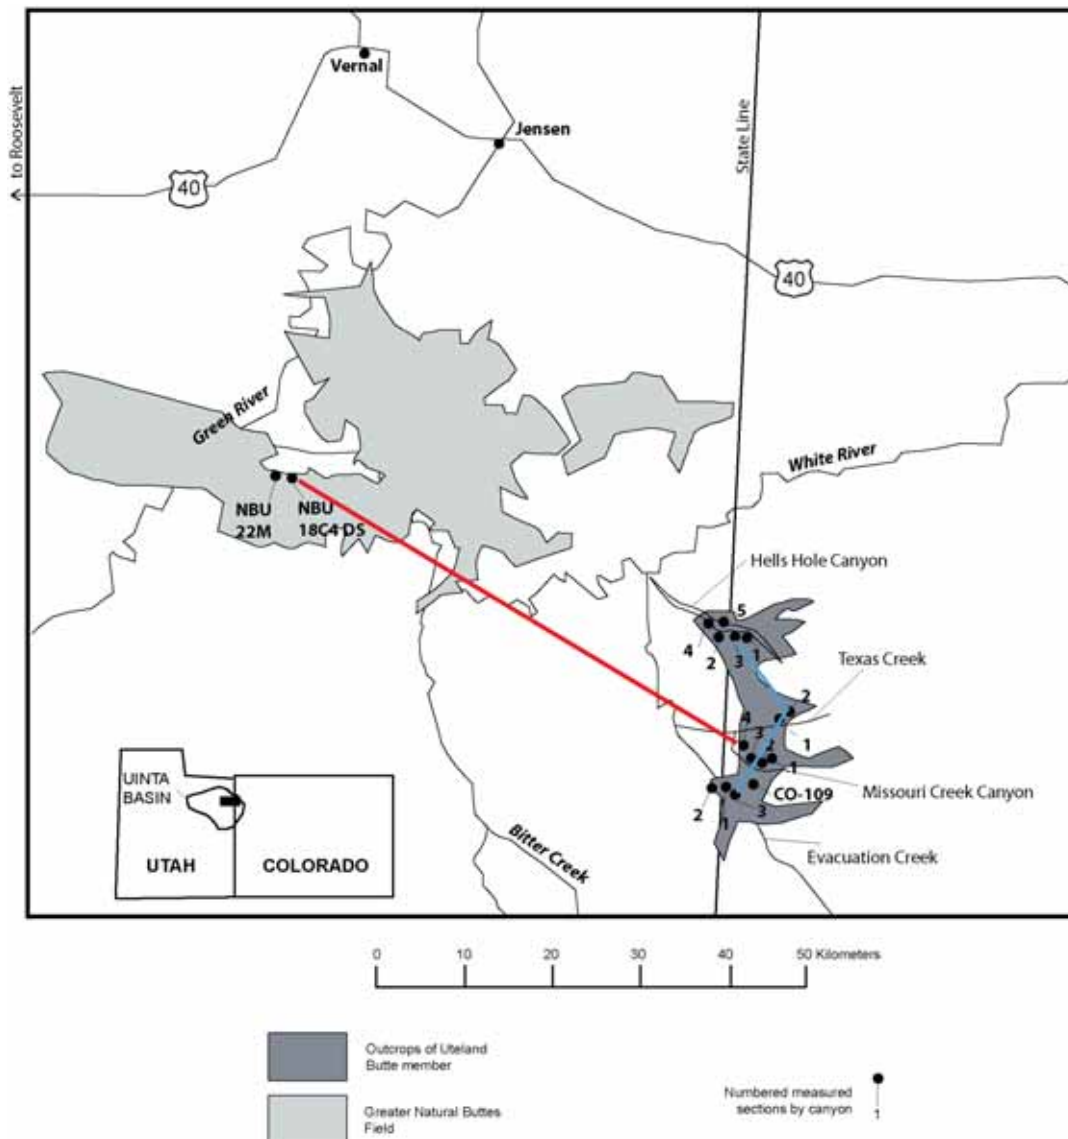 Vernal
Jensen
to Roosevelt
State Line
40
40
Green River
White River
NBU
22M
NBU
18C4 DS
Hells Hole Canyon
5
4
2
3
1
Texas Creek
2
4
3
2
1
1
CO-109
Missouri Creek Canyon
2
1
3
Evacuation Creek
Bitter Creek
UINTA
BASIN
UTAH
COLORADO
0
10
20
30
40
50 Kilometers
Outcrops of Uteland
Butte member
Greater Natural Buttes
Field
Numbered measured
sections by canyon
1